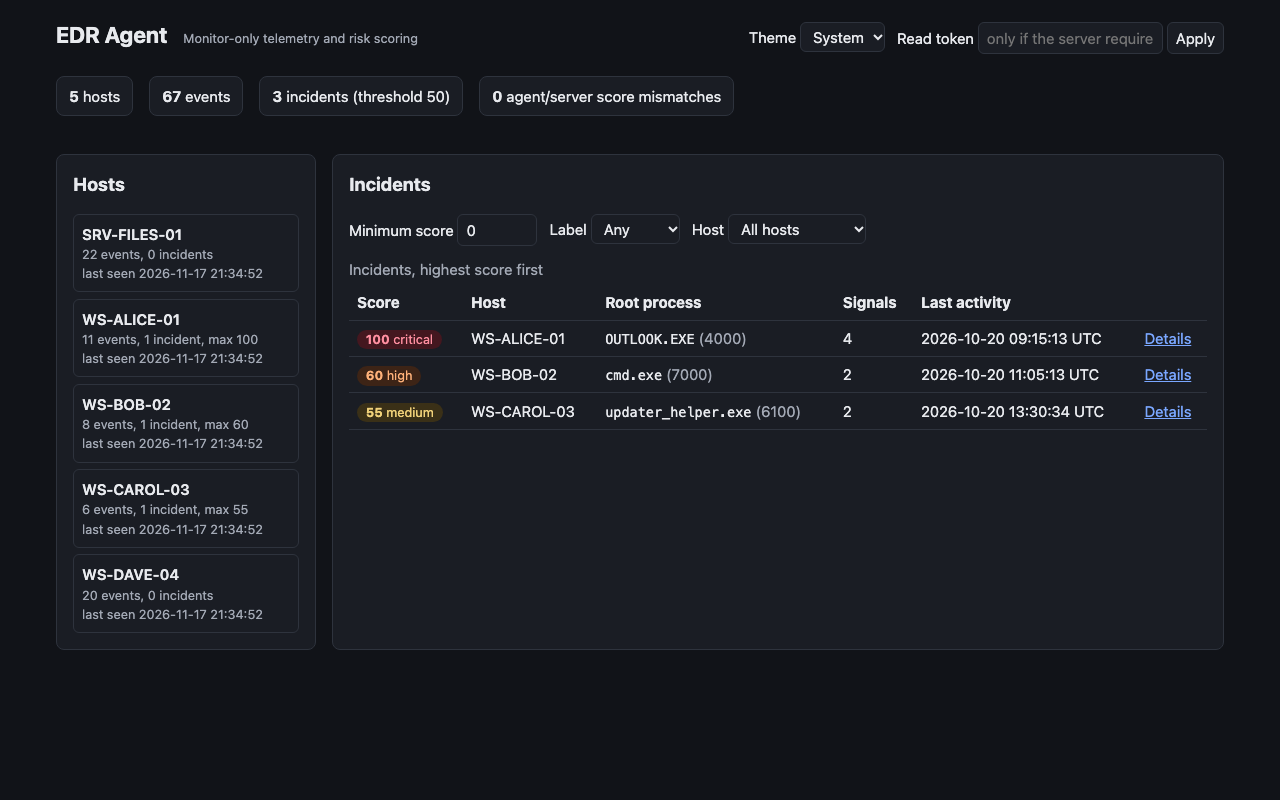 EDR Agent Monitor-only telemetry and risk scoring Theme System Read token only if the server require Apply
5 hosts 67 events 3 incidents (threshold 50) 0 agent/server score mismatches
Hosts
SRV-FILES-01
22 events, 0 incidents
last seen 2026-11-17 21:34:52
WS-ALICE-01
11 events, 1 incident, max 100
last seen 2026-11-17 21:34:52
WS-BOB-02
8 events, 1 incident, max 60
last seen 2026-11-17 21:34:52
WS-CAROL-03
6 events, 1 incident, max 55
last seen 2026-11-17 21:34:52
WS-DAVE-04
20 events, 0 incidents
last seen 2026-11-17 21:34:52
Incidents
Minimum score 0 Label Any Host All hosts
Incidents, highest score first
Score Host Root process Signals Last activity
100 critical WS-ALICE-01 OUTLOOK.EXE (4000) 4 2026-10-20 09:15:13 UTC Details
60 high WS-BOB-02 cmd.exe (7000) 2 2026-10-20 11:05:13 UTC Details
55 medium WS-CAROL-03 updater_helper.exe (6100) 2 2026-10-20 13:30:34 UTC Details